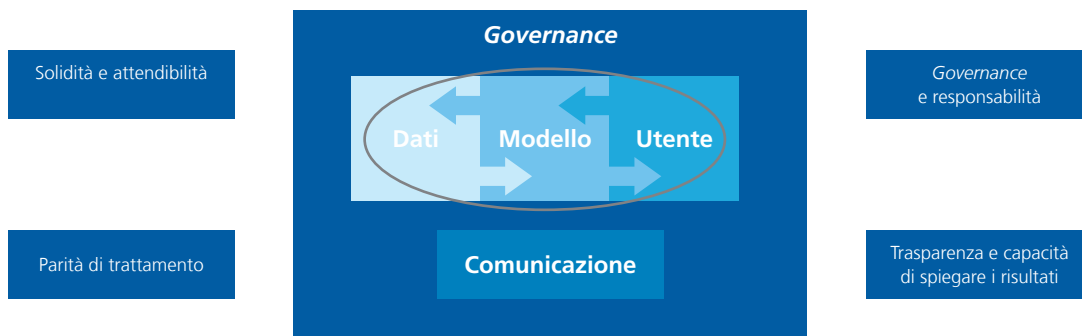 Governance
Solidità e attendibilità
Governance
e responsabilità
Dati
Modello
Utente
Parità di trattamento
Comunicazione
Trasparenza e capacità
di spiegare i risultati